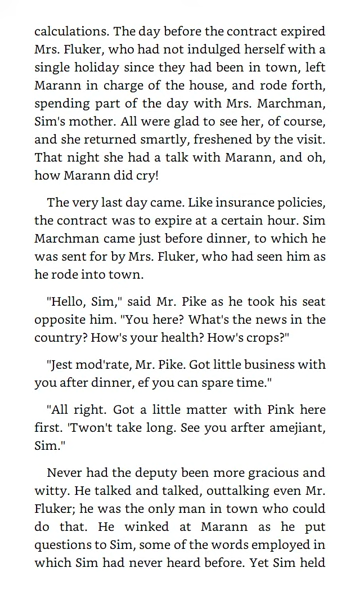 calculations. The day before the contract expired
Mrs. Fluker, who had not indulged herself with a
single holiday since they had been in town, left
Marann in charge of the house, and rode forth,
spending part of the day with Mrs. Marchman,
Sim's mother. All were glad to see her, of course,
and she returned smartly, freshened by the visit.
That night she had a talk with Marann, and oh,
how Marann did cry!
The very last day came. Like insurance policies,
the contract was to expire at a certain hour. Sim
Marchman came just before dinner, to which he
was sent for by Mrs. Fluker, who had seen him as
he rode into town.
"Hello, Sim," said Mr. Pike as he took his seat
opposite him. "You here? What's the news in the
country? How's your health? How's crops?"
"Jest mod'rate, Mr. Pike. Got little business with
you after dinner, ef you can spare time."
"All right. Got a little matter with Pink here
first. 'Twon't take long. See you arfter amejiant,
Sim."
Never had the deputy been more gracious and
witty. He talked and talked, outtalking even Mr.
Fluker; he was the only man in town who could
do that. He winked at Marann as he put
questions to Sim, some of the words employed in
which Sim had never heard before. Yet Sim held